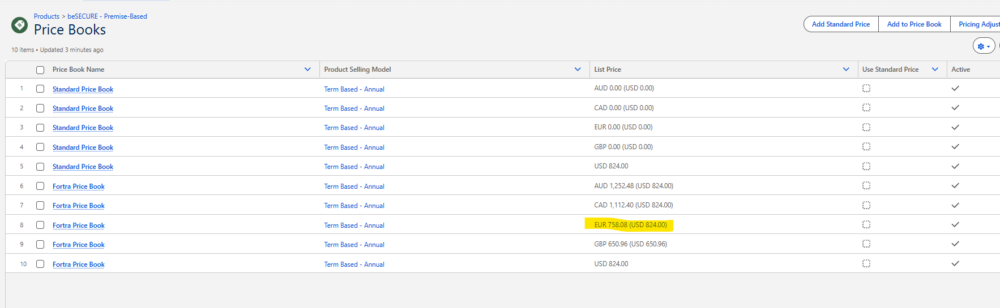 Products > beSECURE - Premise-Based
Price Books
Add Standard Price Add to Price Book Pricing Adjust
10 items • Updated 3 minutes ago
Price Book Name Product Selling Model List Price Use Standard Price Active
1 Standard Price Book Term Based - Annual AUD 0.00 (USD 0.00)
2 Standard Price Book Term Based - Annual CAD 0.00 (USD 0.00)
3 Standard Price Book Term Based - Annual EUR 0.00 (USD 0.00)
4 Standard Price Book Term Based - Annual GBP 0.00 (USD 0.00)
5 Standard Price Book Term Based - Annual USD 824.00
6 Fortra Price Book Term Based - Annual AUD 1,252.48 (USD 824.00)
7 Fortra Price Book Term Based - Annual CAD 1,112.40 (USD 824.00)
8 Fortra Price Book Term Based - Annual EUR 758.08 (USD 824.00)
9 Fortra Price Book Term Based - Annual GBP 650.96 (USD 650.96)
10 Fortra Price Book Term Based - Annual USD 824.00